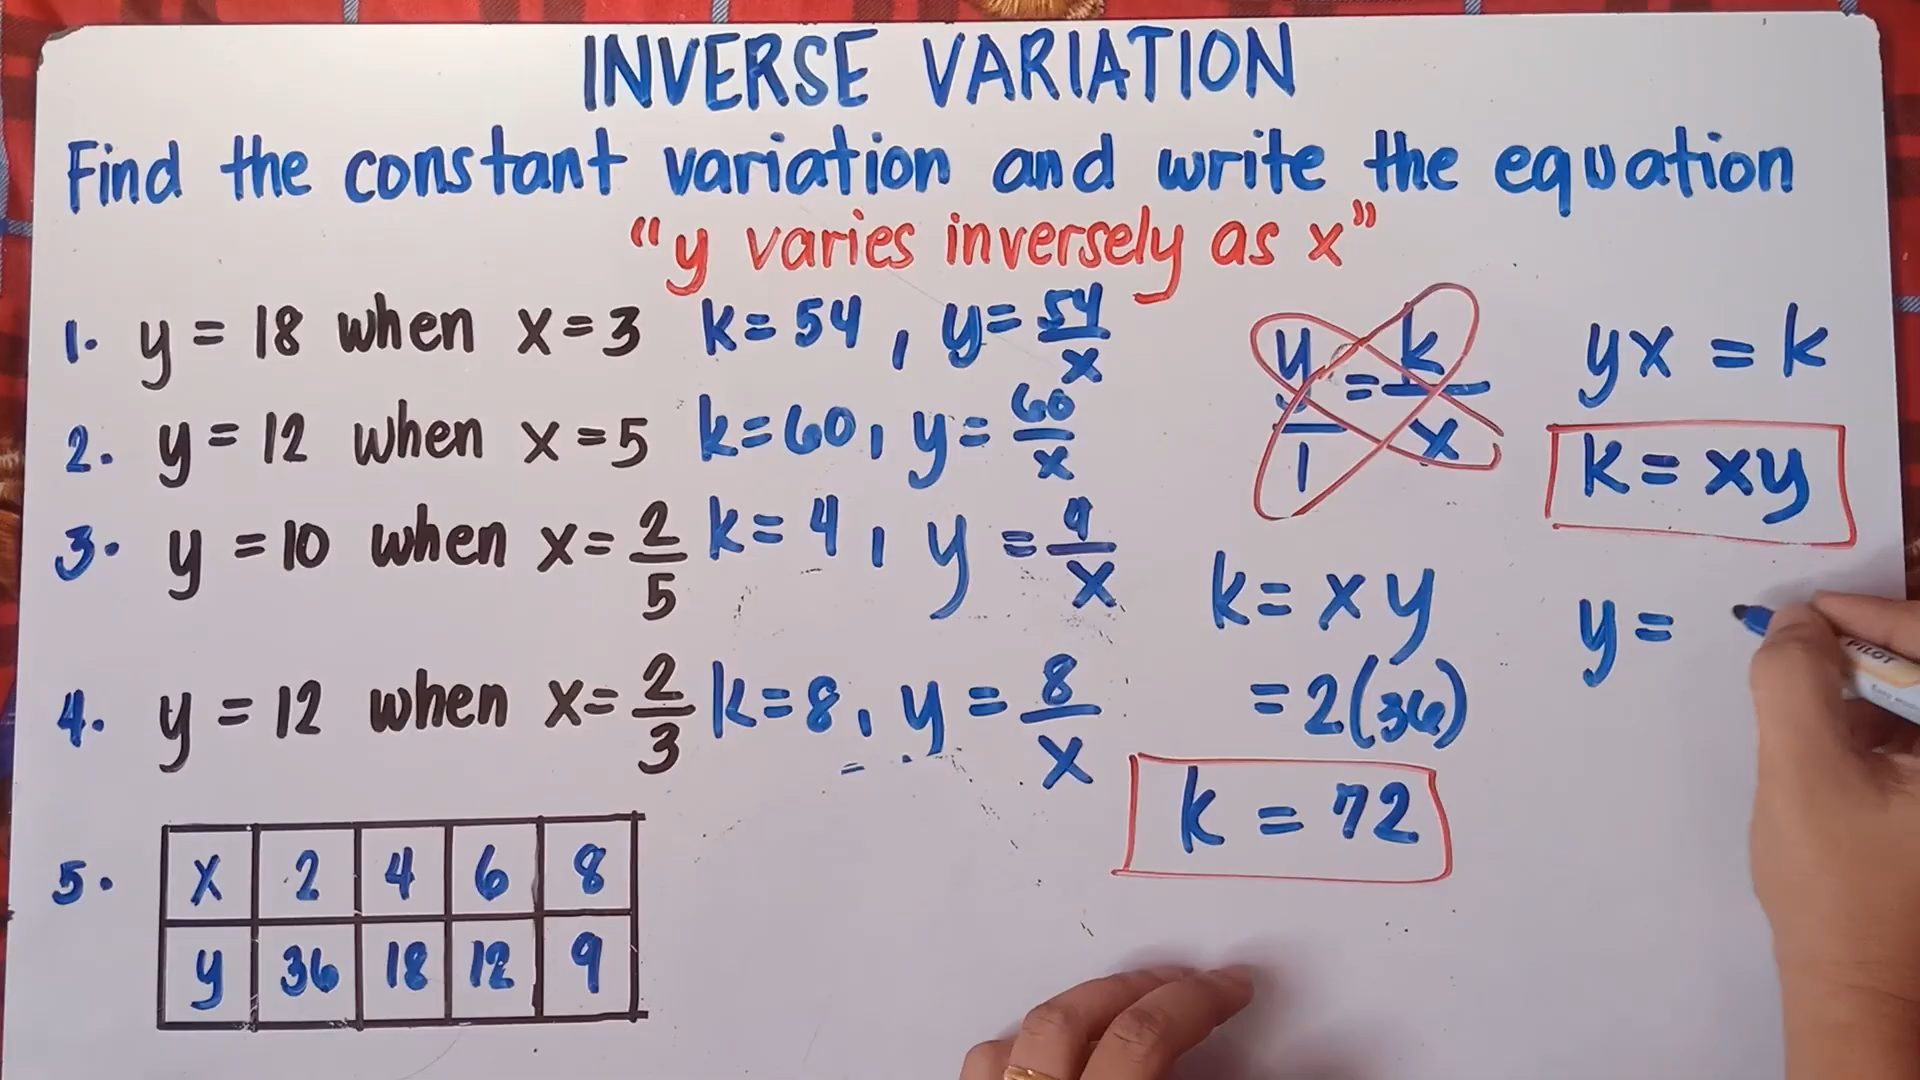 INVERSE VARIATION
Find the constant variation and write the equation
"y varies inversely as x"
1. y = 18 when x = 3 k = 54, y = 54/x
2. y = 12 when x = 5 k = 60, y = 60/x
3. y = 10 when x = 2/5 k = 4, y = 4/x
4. y = 12 when x = 2/3 k = 8, y = 8/x
5. x 2 4 6 8
y 36 18 12 9
y/1 = k/x
yx = k
k = xy
k = xy
= 2(36)
k = 72
y =
PILOT